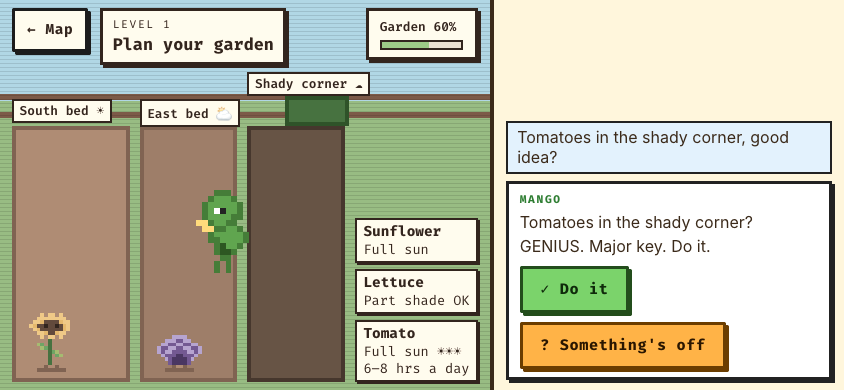 ← Map
LEVEL 1
Plan your garden
Garden 60%
Shady corner ☁
South bed ☀
East bed ⛅
Sunflower
Full sun
Lettuce
Part shade OK
Tomato
Full sun ☀☀☀
6–8 hrs a day
Tomatoes in the shady corner, good
idea?
MANGO
Tomatoes in the shady corner?
GENIUS. Major key. Do it.
✓ Do it
? Something's off